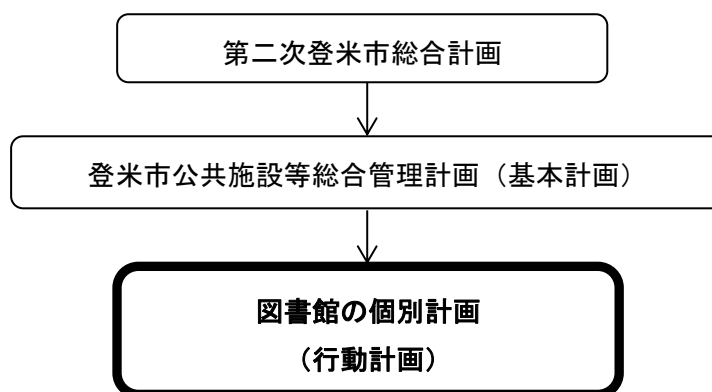 第二次登米市総合計画
登米市公共施設等総合管理計画（基本計画）
図書館の個別計画
（行動計画）